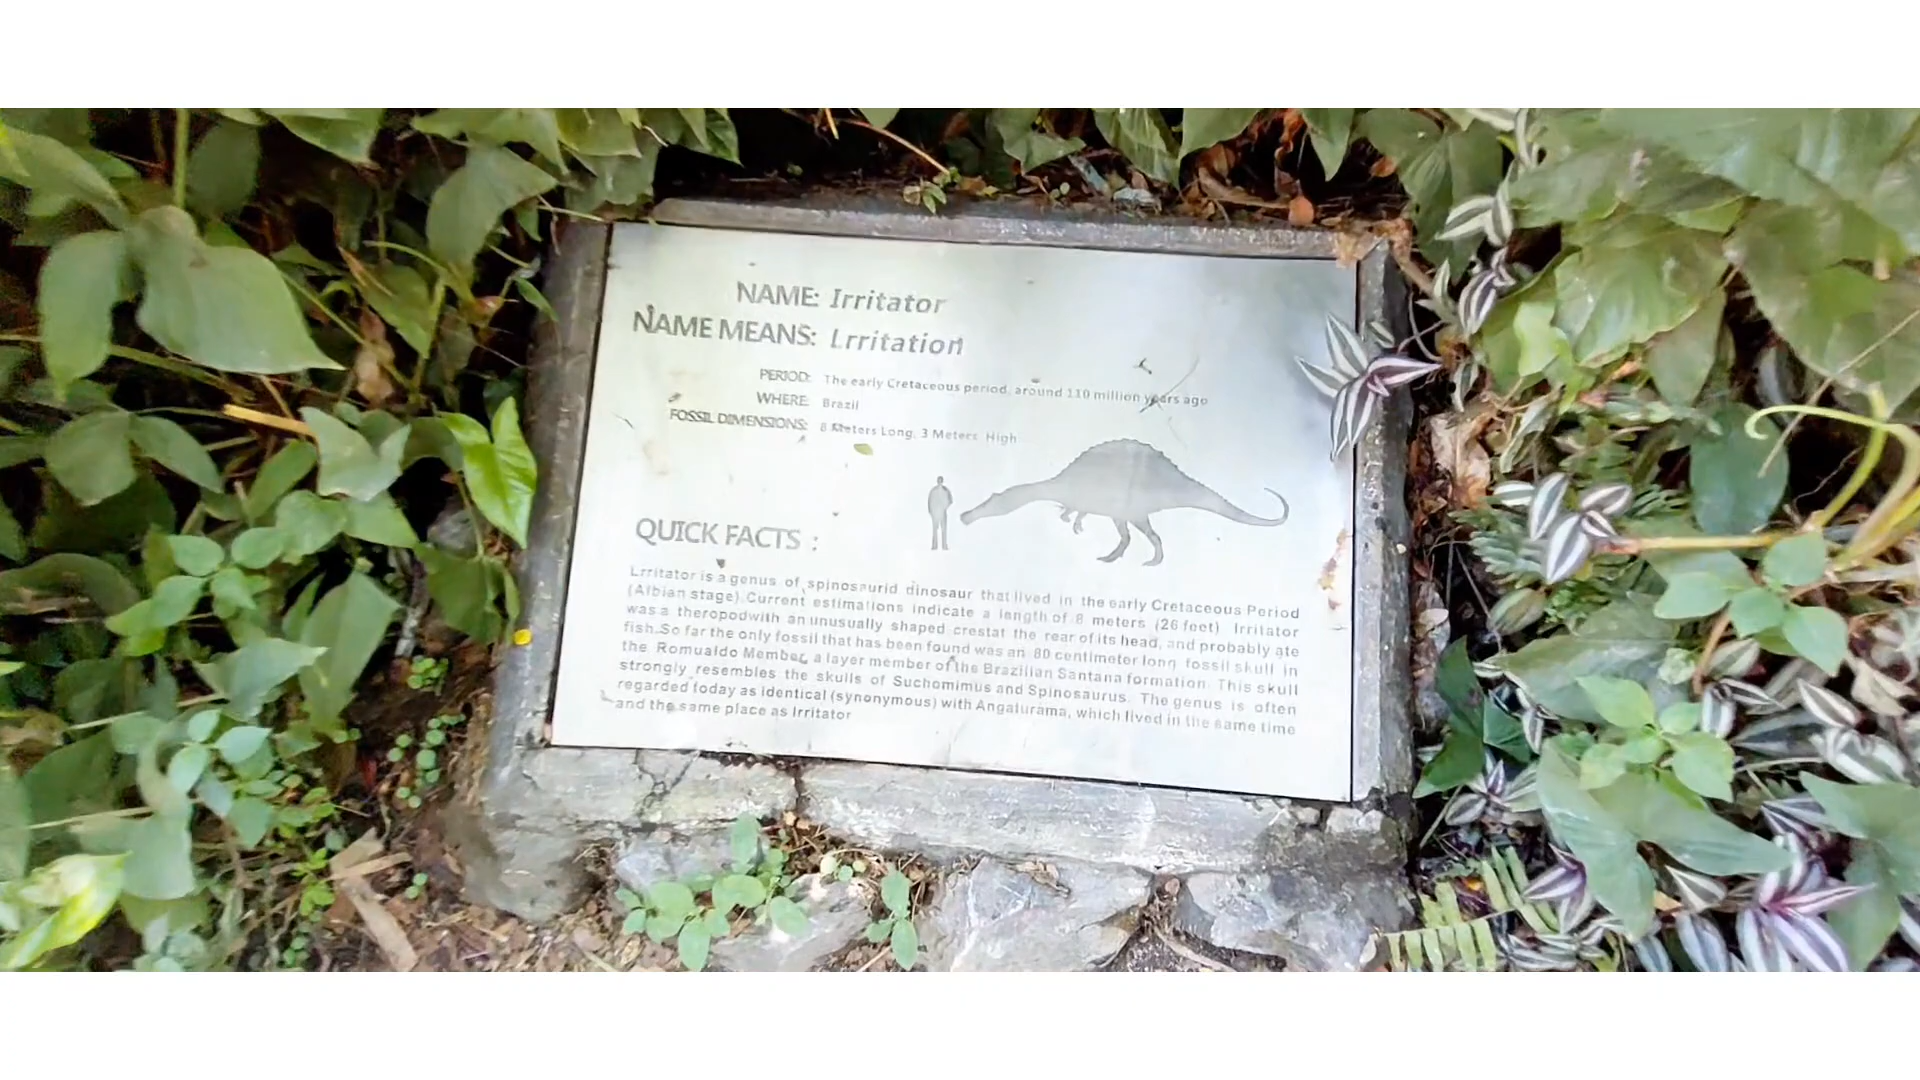 NAME: Irritator
NAME MEANS: Lrritation
PERIOD: The early Cretaceous period, around 110 million years ago
WHERE: Brazil
FOSSIL DIMENSIONS: 8 Meters Long, 3 Meters High
QUICK FACTS :
Lrritator is a genus of spinosaurid dinosaur that lived in the early Cretaceous Period
(Albian stage).Current estimations indicate a length of 8 meters (26 feet) Irritator
was a theropodwith an unusually shaped crestat the rear of its head, and probably ate
fish.So far the only fossil that has been found was an 80 centimeter long fossil skull in
the Romualdo Member, a layer member of the Brazilian Santana formation. This skull
strongly resembles the skulls of Suchomimus and Spinosaurus. The genus is often
regarded today as identical (synonymous) with Angaturama, which lived in the same time
and the same place as Irritator